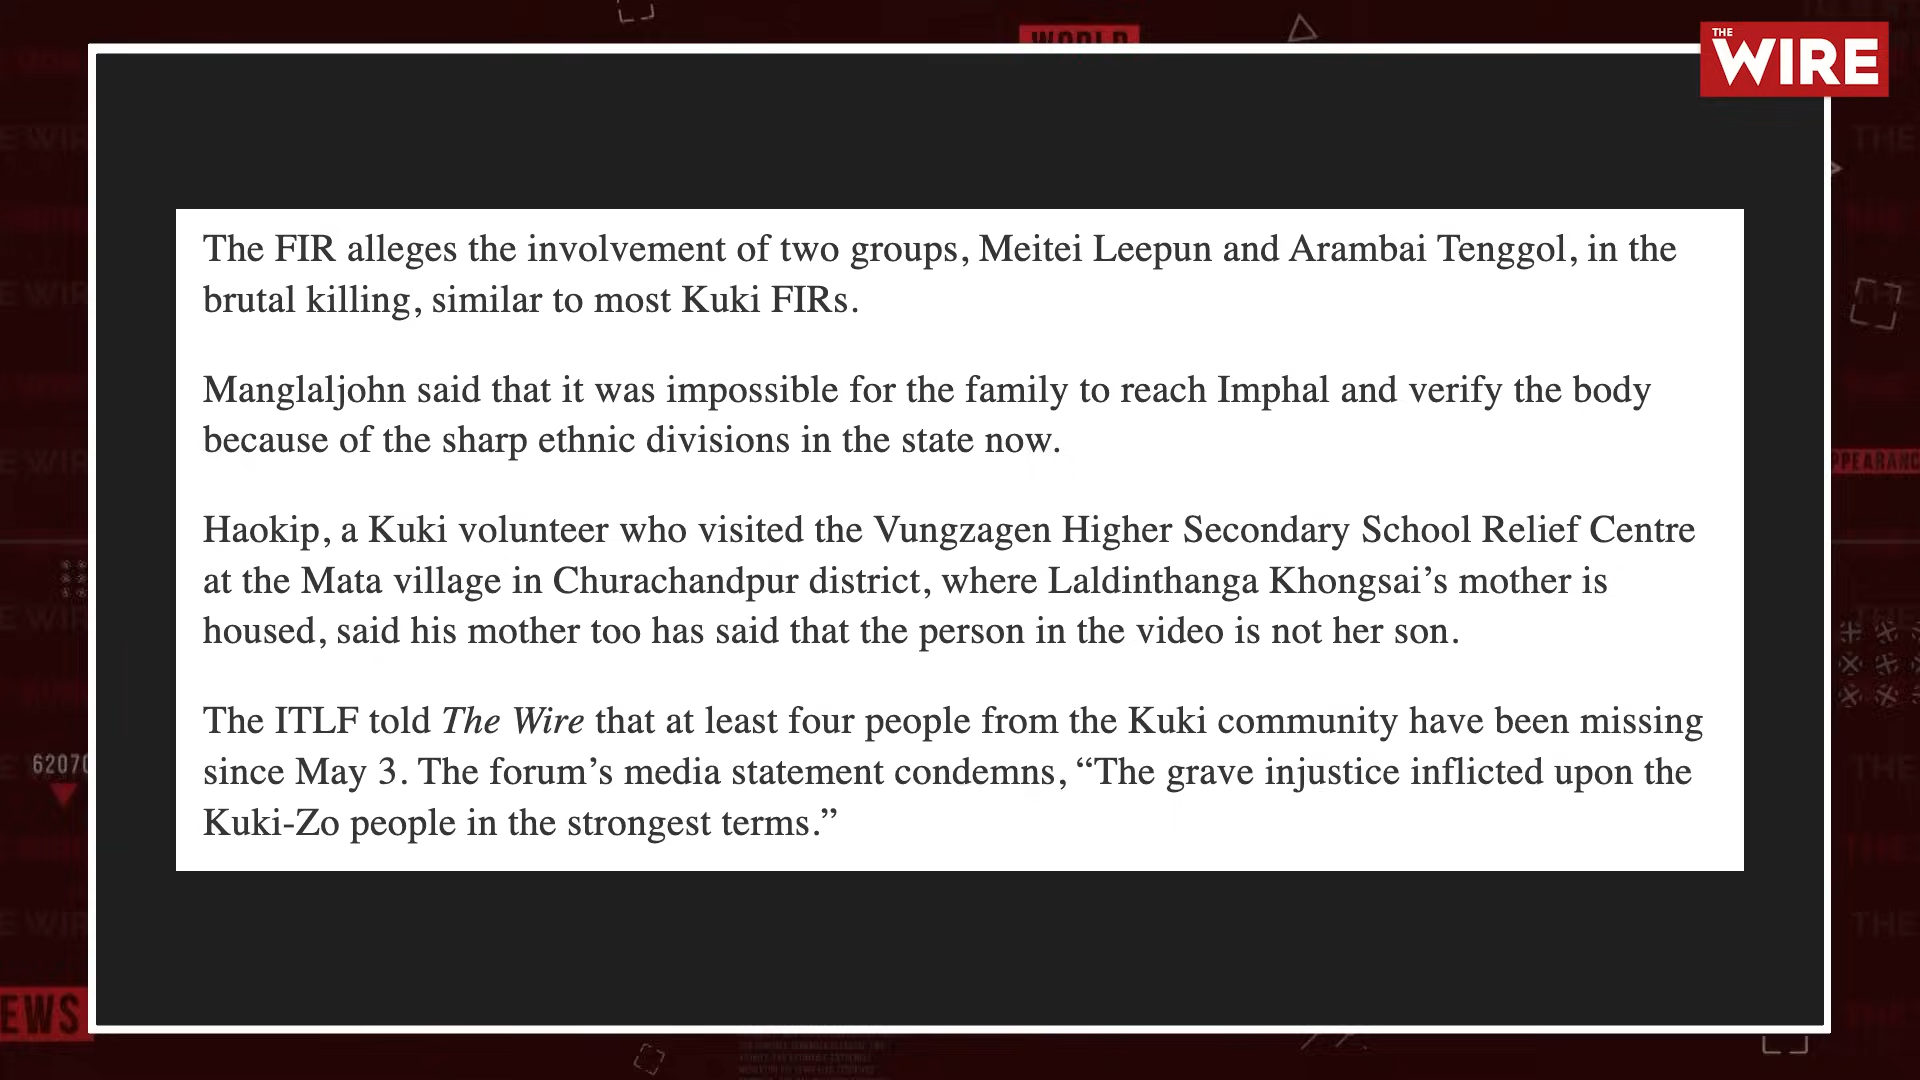 WORLD
THE
WIRE
The FIR alleges the involvement of two groups, Meitei Leepun and Arambai Tenggol, in the
brutal killing, similar to most Kuki FIRs.
Manglaljohn said that it was impossible for the family to reach Imphal and verify the body
because of the sharp ethnic divisions in the state now.
Haokip, a Kuki volunteer who visited the Vungzagen Higher Secondary School Relief Centre
at the Mata village in Churachandpur district, where Laldinthanga Khongsai’s mother is
housed, said his mother too has said that the person in the video is not her son.
The ITLF told The Wire that at least four people from the Kuki community have been missing
since May 3. The forum’s media statement condemns, “The grave injustice inflicted upon the
Kuki-Zo people in the strongest terms.”
62070
EWS